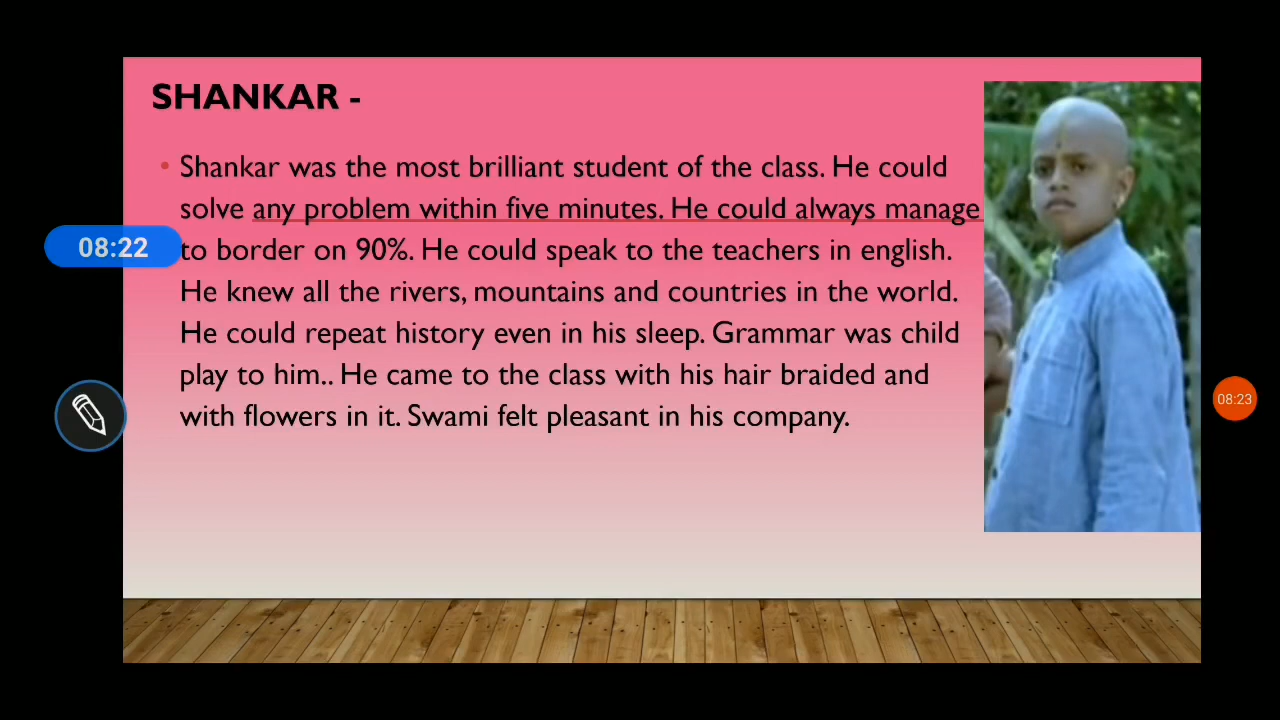 SHANKAR -
• Shankar was the most brilliant student of the class. He could
solve any problem within five minutes. He could always manage
to border on 90%. He could speak to the teachers in english.
He knew all the rivers, mountains and countries in the world.
He could repeat history even in his sleep. Grammar was child
play to him.. He came to the class with his hair braided and
with flowers in it. Swami felt pleasant in his company.
08:22
08:23